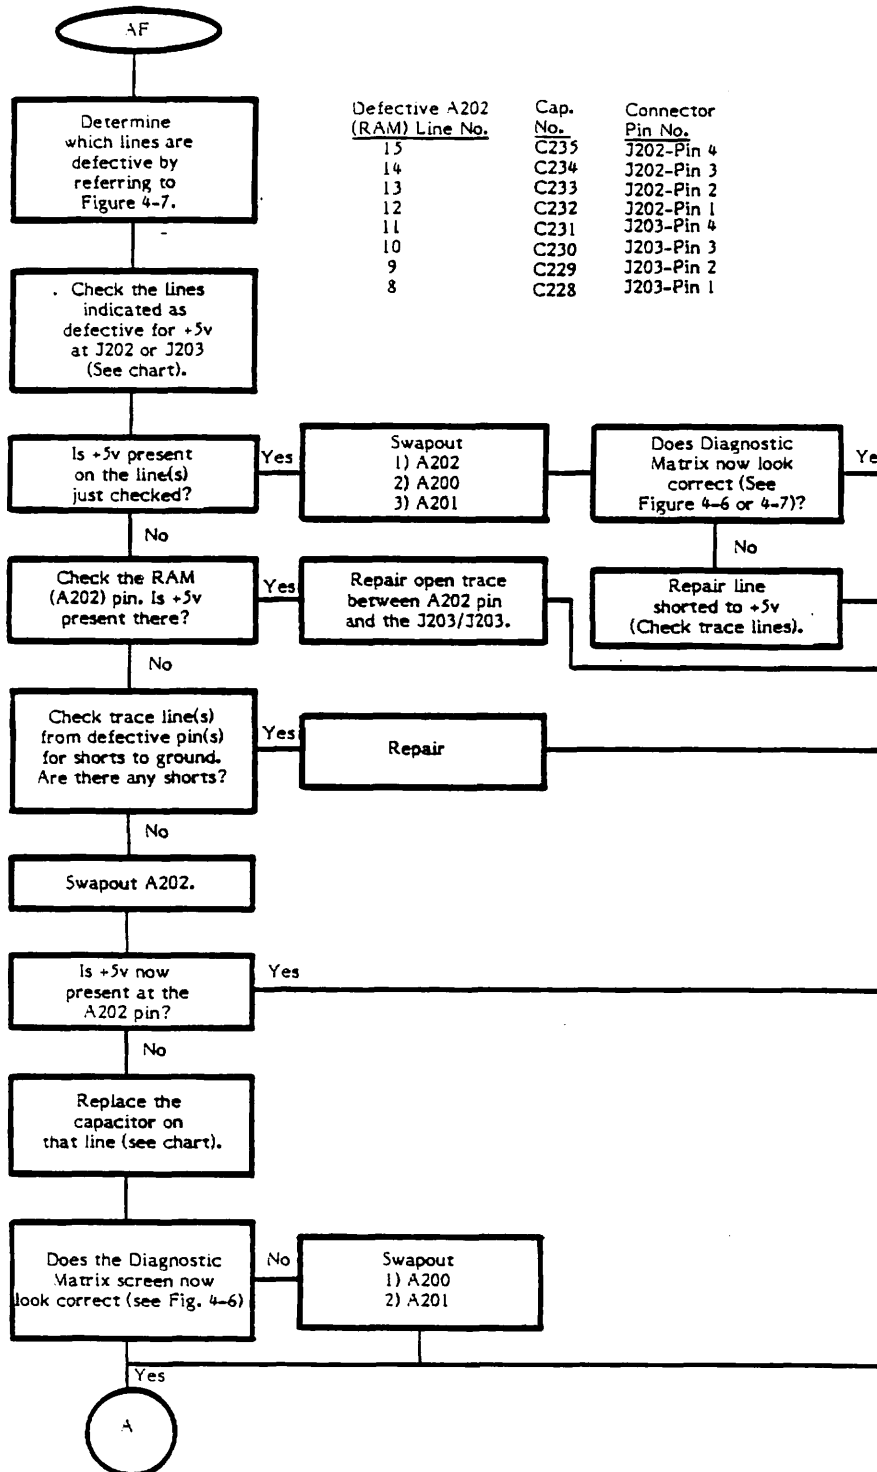 AF
Determine
which lines are
defective by
referring to
Figure 4-7.
Defective A202 Cap. Connector
(RAM) Line No. No. Pin No.
15 C235 J202-Pin 4
14 C234 J202-Pin 3
13 C233 J202-Pin 2
12 C232 J202-Pin 1
11 C231 J203-Pin 4
10 C230 J203-Pin 3
9 C229 J203-Pin 2
8 C228 J203-Pin 1
Check the lines
indicated as
defective for +5v
at J202 or J203
(See chart).
Is +5v present
on the line(s)
just checked?
Yes
Swapout
1) A202
2) A200
3) A201
Does Diagnostic
Matrix now look
correct (See
Figure 4-6 or 4-7)?
Ye
No
No
Check the RAM
(A202) pin. Is +5v
present there?
Yes
Repair open trace
between A202 pin
and the J203/J203.
Repair line
shorted to +5v
(Check trace lines).
No
Check trace line(s)
from defective pin(s)
for shorts to ground.
Are there any shorts?
Yes
Repair
No
Swapout A202.
Is +5v now
present at the
A202 pin?
Yes
No
Replace the
capacitor on
that line (see chart).
Does the Diagnostic
Matrix screen now
look correct (see Fig. 4-6)
No
Swapout
1) A200
2) A201
Yes
A